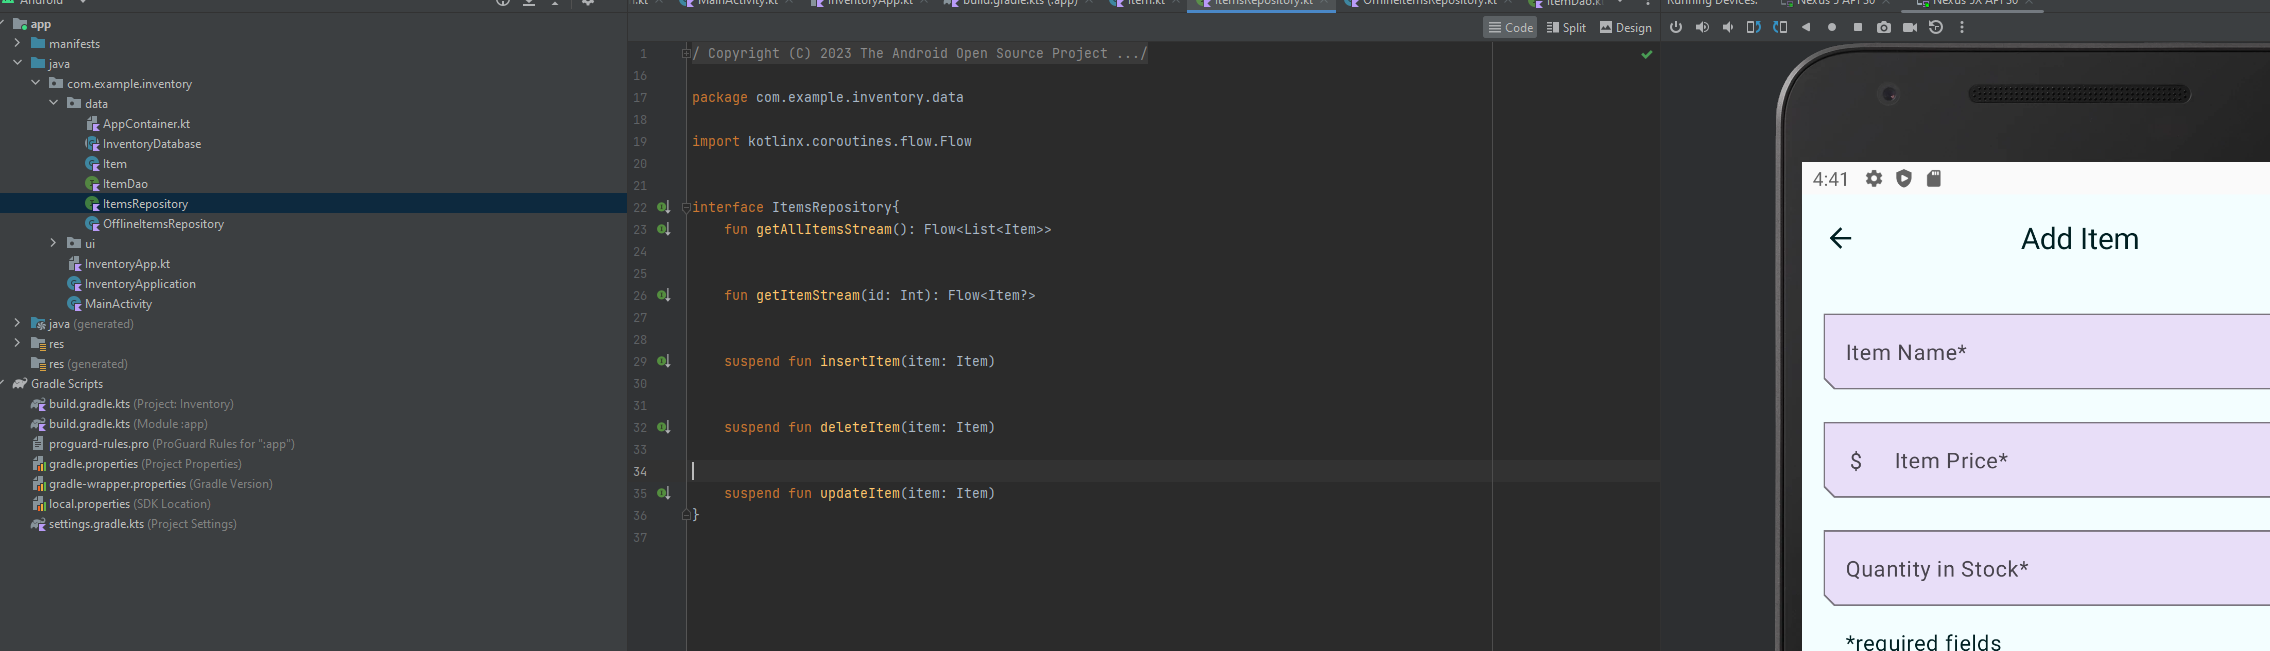 Android
.kt MainActivity.kt InventoryApp.kt build.gradle.kts (:app) Item.kt ItemsRepository.kt OfflineItemsRepository.kt ItemDao.kt
Running Devices: Nexus 5 API 30 Nexus 5X API 30
Code Split Design
app
manifests
java
com.example.inventory
data
AppContainer.kt
InventoryDatabase
Item
ItemDao
ItemsRepository
OfflineItemsRepository
ui
InventoryApp.kt
InventoryApplication
MainActivity
java (generated)
res
res (generated)
Gradle Scripts
build.gradle.kts (Project: Inventory)
build.gradle.kts (Module :app)
proguard-rules.pro (ProGuard Rules for ":app")
gradle.properties (Project Properties)
gradle-wrapper.properties (Gradle Version)
local.properties (SDK Location)
settings.gradle.kts (Project Settings)
1 / Copyright (C) 2023 The Android Open Source Project .../
16
17 package com.example.inventory.data
18
19 import kotlinx.coroutines.flow.Flow
20
21
22 interface ItemsRepository{
23 fun getAllItemsStream(): Flow<List<Item>>
24
25
26 fun getItemStream(id: Int): Flow<Item?>
27
28
29 suspend fun insertItem(item: Item)
30
31
32 suspend fun deleteItem(item: Item)
33
34
35 suspend fun updateItem(item: Item)
36 }
37
4:41
Add Item
Item Name*
$ Item Price*
Quantity in Stock*
*required fields